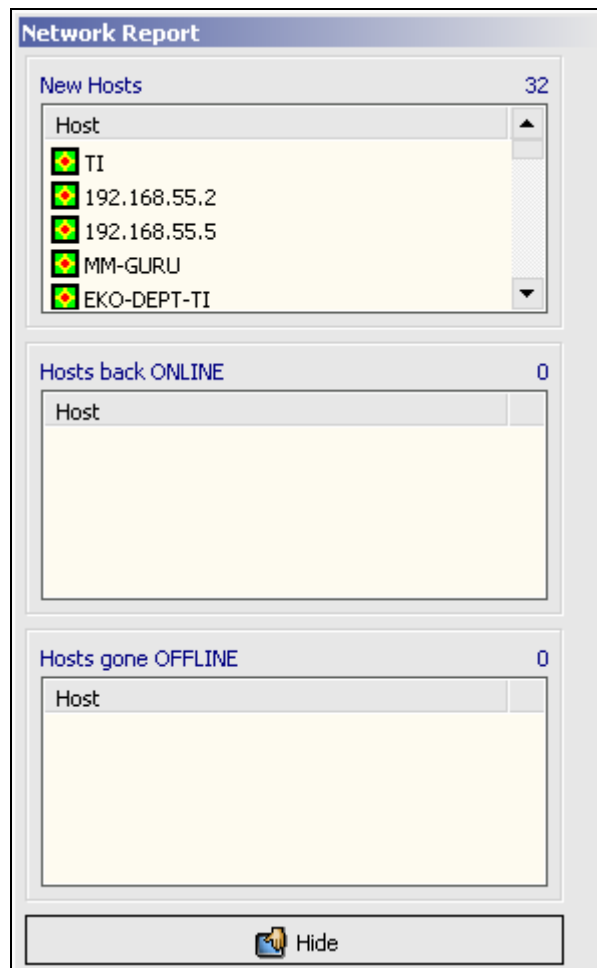 Network Report
New Hosts 32
Host
TI
192.168.55.2
192.168.55.5
MM-GURU
EKO-DEPT-TI
Hosts back ONLINE 0
Host
Hosts gone OFFLINE 0
Host
Hide